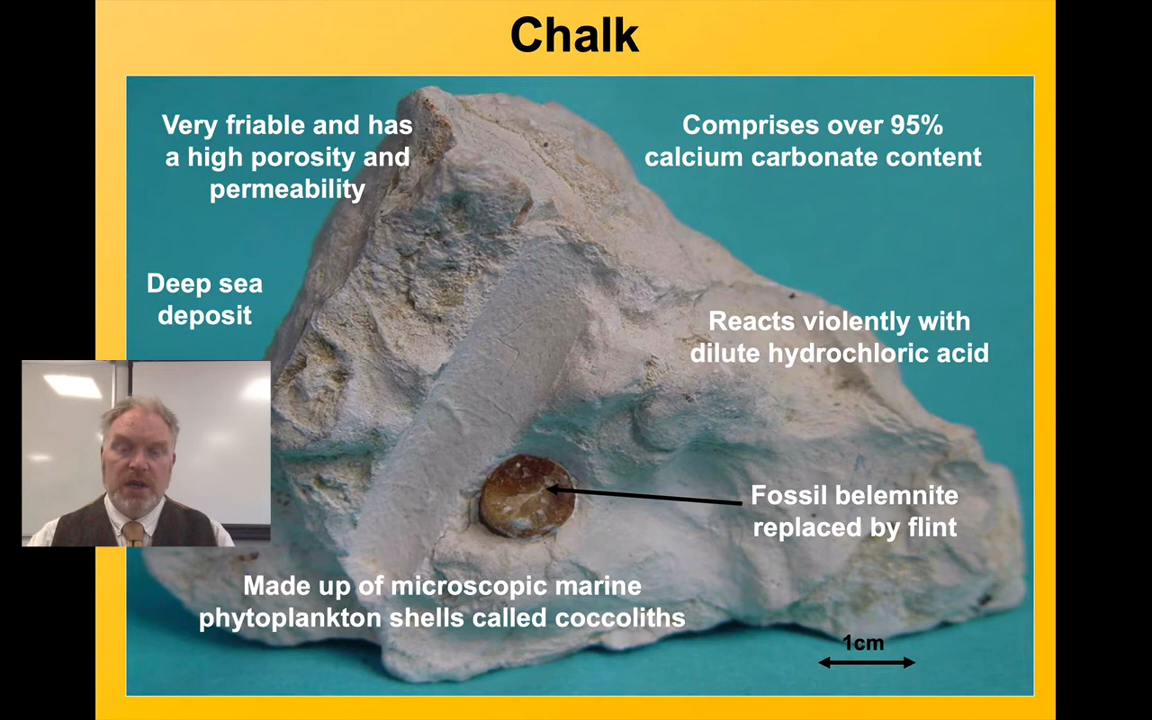 Chalk
Very friable and has
a high porosity and
permeability
Comprises over 95%
calcium carbonate content
Deep sea
deposit
Reacts violently with
dilute hydrochloric acid
Fossil belemnite
replaced by flint
Made up of microscopic marine
phytoplankton shells called coccoliths
1cm